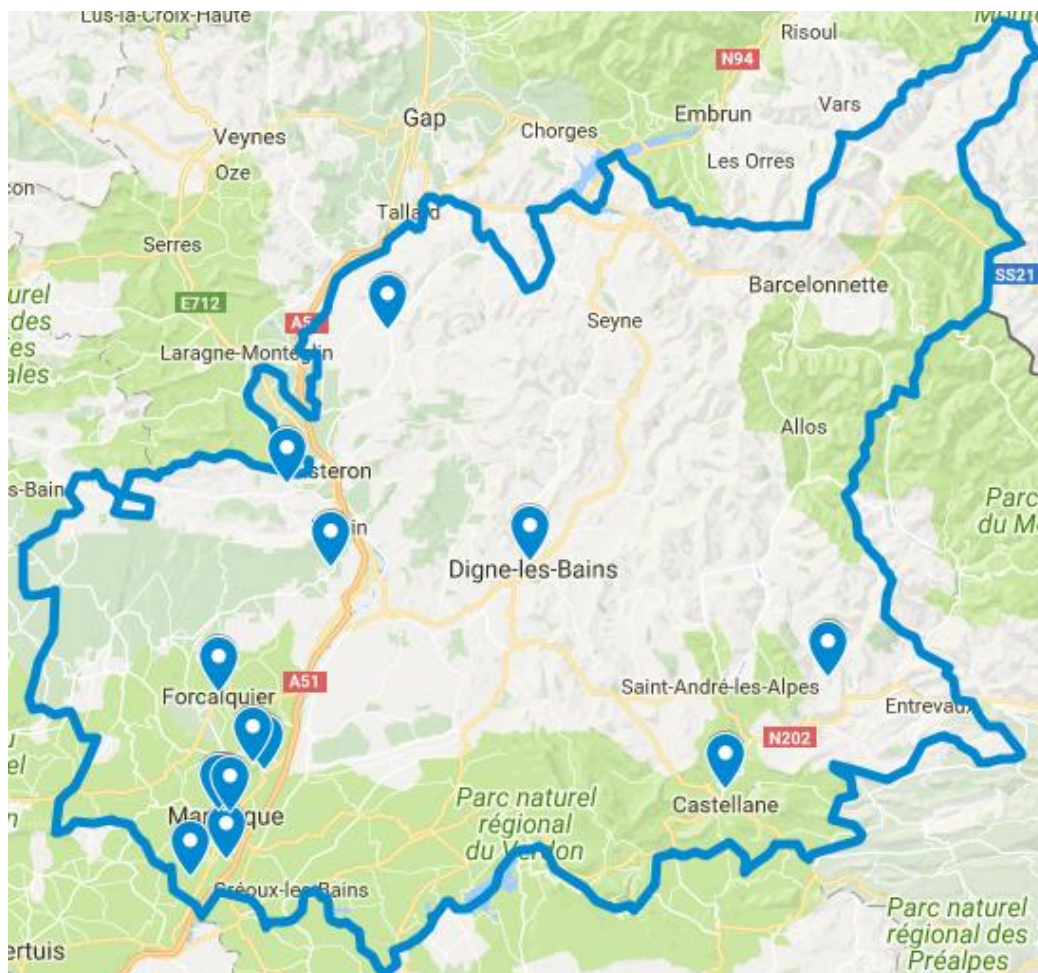 Lus-la-Croix-Haute
Risoul
N94
Vars
Embrun
Gap
Chorges
Veynes
Oze
Les Orres
Tallard
Serres
SS21
Barcelonnette
E712
Seyne
Laragne-Montéglin
Allos
Parc
Digne-les-Bains
A51
Saint-André-les-Alpes
Forcalquier
Entrevaux
N202
Castellane
Parc naturel
régional
du Verdon
Gréoux-les-Bains
Parc naturel
régional des
Préalpes